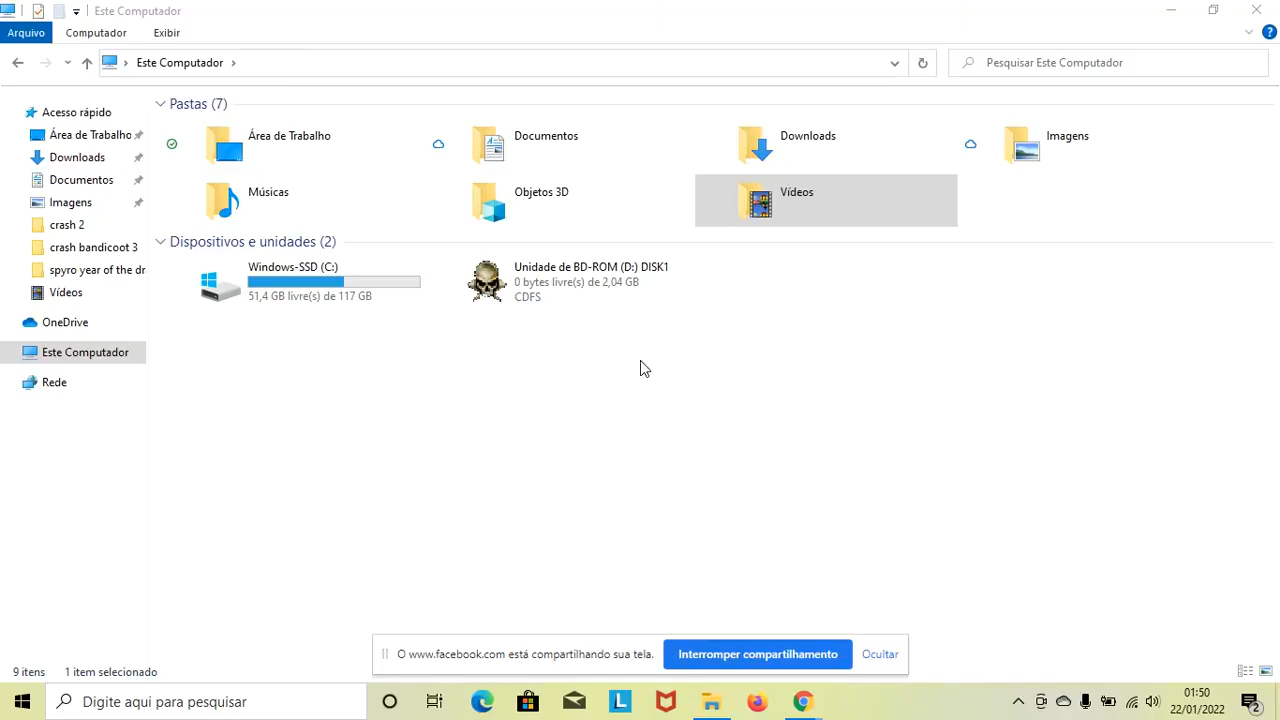 Este Computador
Arquivo
Computador
Exibir
Este Computador
Pesquisar Este Computador
Acesso rápido
Área de Trabalho
Downloads
Documentos
Imagens
crash 2
crash bandicoot 3
spyro year of the dr
Vídeos
OneDrive
Este Computador
Rede
Pastas (7)
Área de Trabalho
Documentos
Downloads
Imagens
Músicas
Objetos 3D
Vídeos
Dispositivos e unidades (2)
Windows-SSD (C:)
51,4 GB livre(s) de 117 GB
Unidade de BD-ROM (D:) DISK1
0 bytes livre(s) de 2,04 GB
CDFS
O www.facebook.com está compartilhando sua tela.
Interromper compartilhamento
Ocultar
9 itens
1 item selecionado
Digite aqui para pesquisar
01:50
22/01/2022
2